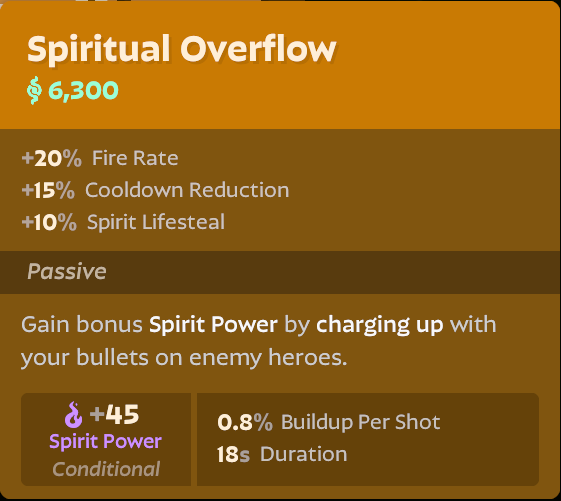 Spiritual Overflow
6,300
+20% Fire Rate
+15% Cooldown Reduction
+10% Spirit Lifesteal
Passive
Gain bonus Spirit Power by charging up with
your bullets on enemy heroes.
+45
Spirit Power
Conditional
0.8% Buildup Per Shot
18s Duration